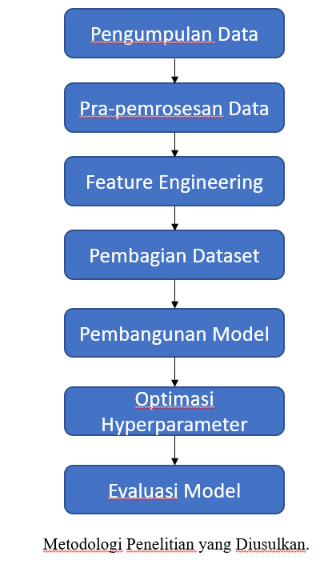 Pengumpulan Data
Pra-pemrosesan Data
Feature Engineering
Pembagian Dataset
Pembangunan Model
Optimasi
Hyperparameter
Evaluasi Model
Metodologi Penelitian yang Diusulkan.